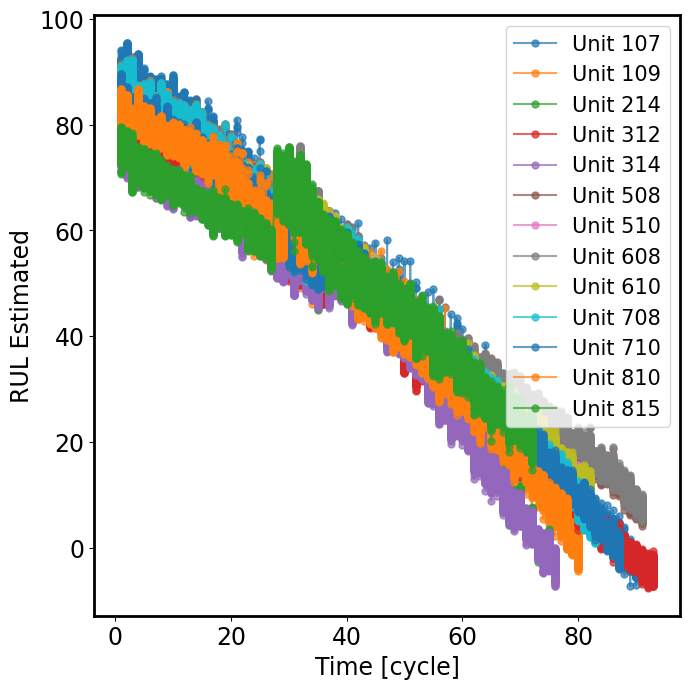 100
80
60
40
20
0
RUL Estimated
0
20
40
60
80
Time [cycle]
Unit 107
Unit 109
Unit 214
Unit 312
Unit 314
Unit 508
Unit 510
Unit 608
Unit 610
Unit 708
Unit 710
Unit 810
Unit 815